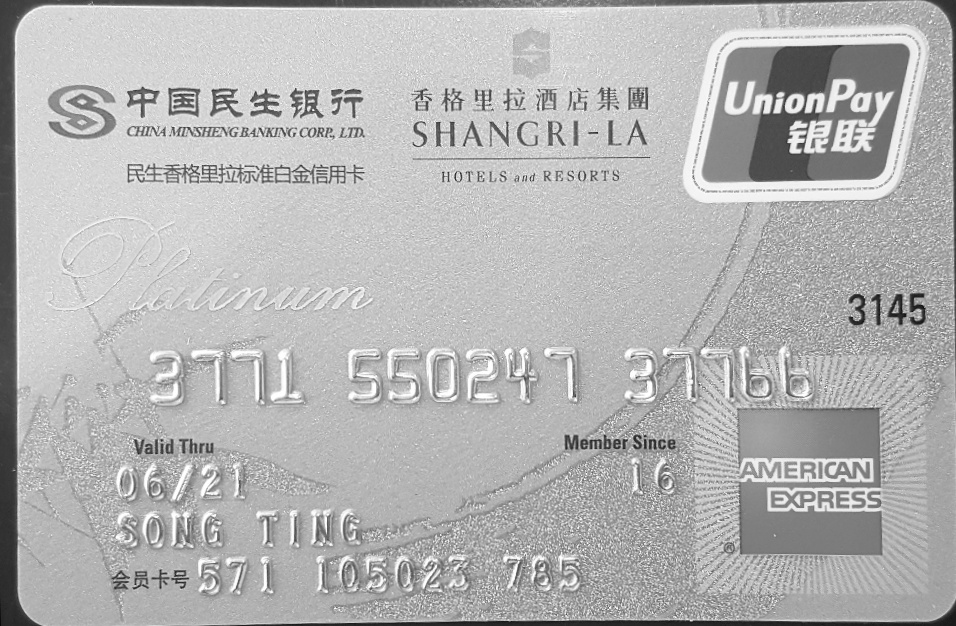 中国民生银行
CHINA MINSHENG BANKING CORP., LTD.
民生香格里拉标准白金信用卡
香格里拉酒店集團
SHANGRI-LA
HOTELS and RESORTS
UnionPay
银联
Platinum
3145
3771 550247 37766
Valid Thru
Member Since
06/21
16
AMERICAN
EXPRESS
®
SONG TING
会员卡号 571 105023 785